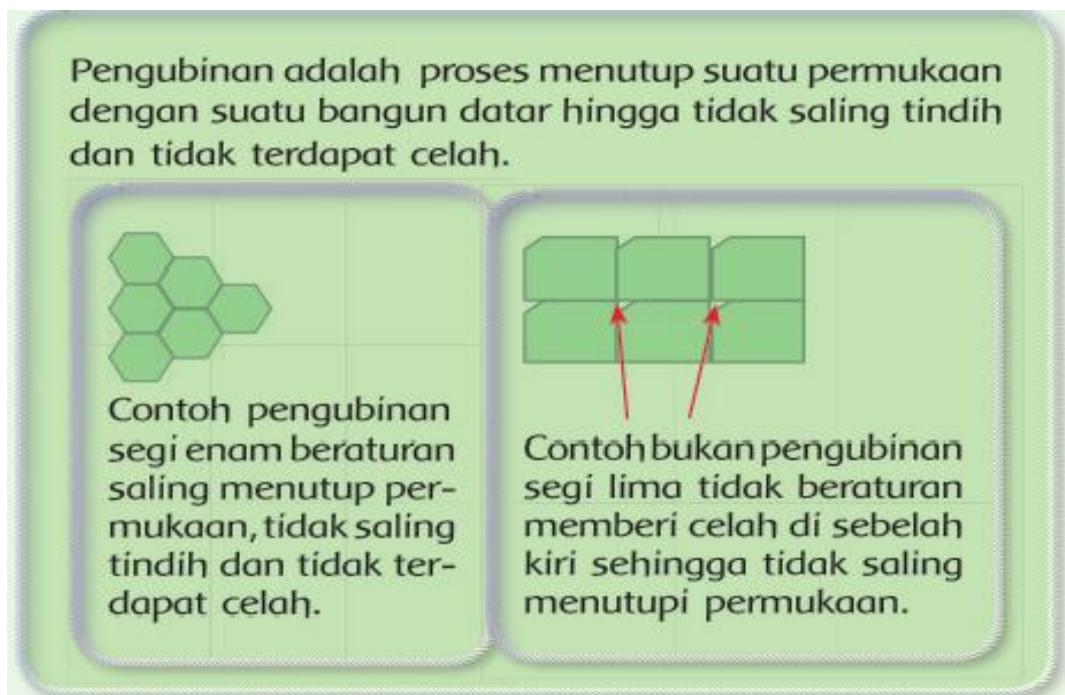 Pengubinan adalah proses menutup suatu permukaan
dengan suatu bangun datar hingga tidak saling tindih
dan tidak terdapat celah.
Contoh pengubinan
segi enam beraturan
saling menutup per-
mukaan, tidak saling
tindih dan tidak ter-
dapat celah.
Contoh bukan pengubinan
segi lima tidak beraturan
memberi celah di sebelah
kiri sehingga tidak saling
menutupi permukaan.